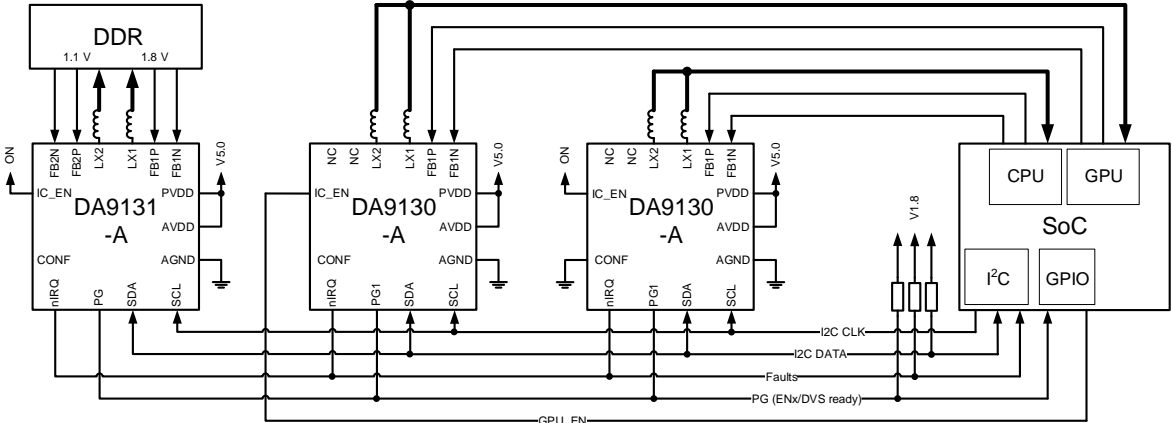 DDR
1.1 V
1.8 V
ON
FB2N
FB2P
LX2
LX1
FB1P
FB1N
V5.0
IC_EN
PVDD
DA9131
-A
AVDD
CONF
AGND
nIRQ
PG
SDA
SCL
NC
NC
LX2
LX1
FB1P
FB1N
V5.0
IC_EN
PVDD
DA9130
-A
AVDD
CONF
AGND
nIRQ
PG1
SDA
SCL
ON
NC
NC
LX2
LX1
FB1P
FB1N
V5.0
IC_EN
PVDD
DA9130
-A
AVDD
CONF
AGND
nIRQ
PG1
SDA
SCL
V1.8
CPU
GPU
SoC
I²C
GPIO
I2C CLK
I2C DATA
Faults
PG (ENx/DVS ready)
GPU_EN